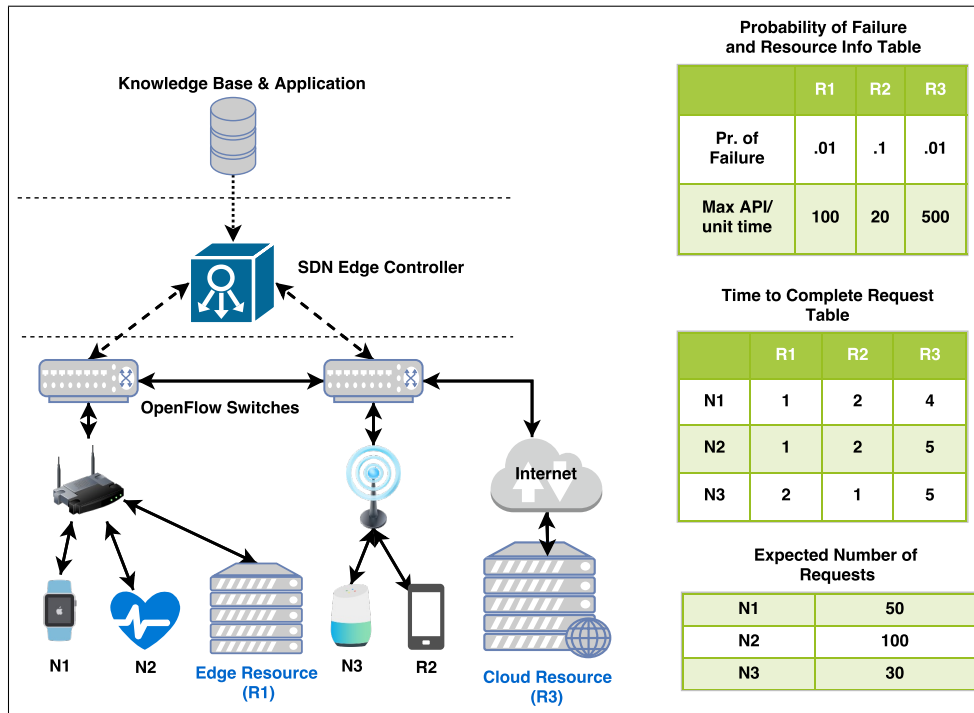 Knowledge Base & Application
SDN Edge Controller
OpenFlow Switches
Internet
N1
N2
Edge Resource
(R1)
N3
R2
Cloud Resource
(R3)
Probability of Failure
and Resource Info Table
R1 R2 R3
Pr. of
Failure
.01 .1 .01
Max API/
unit time
100 20 500
Time to Complete Request
Table
R1 R2 R3
N1 1 2 4
N2 1 2 5
N3 2 1 5
Expected Number of
Requests
N1 50
N2 100
N3 30